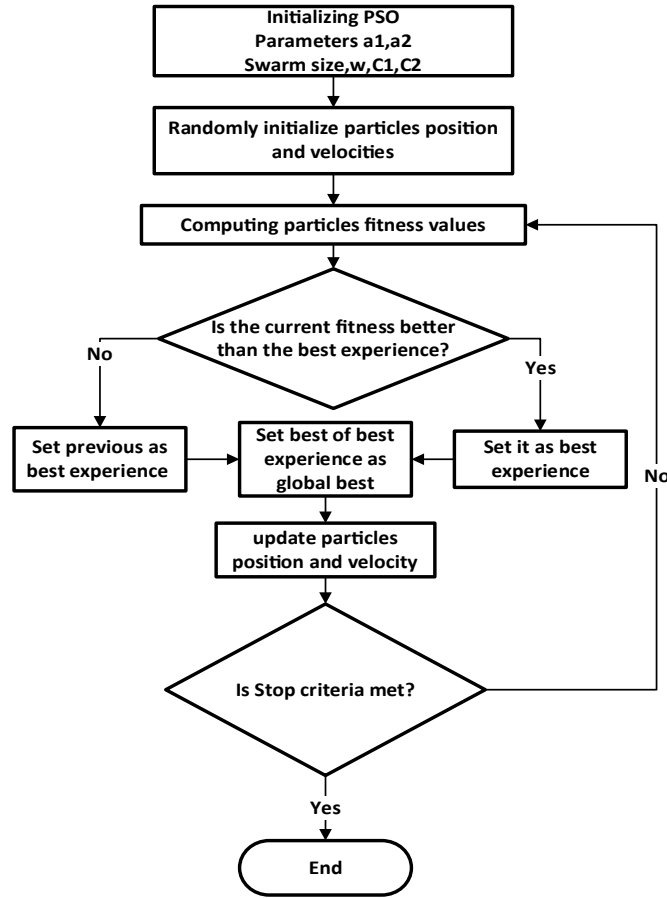 Initializing PSO
Parameters a1,a2
Swarm size,w,C1,C2
Randomly initialize particles position
and velocities
Computing particles fitness values
Is the current fitness better
than the best experience?
No
Yes
Set previous as
best experience
Set best of best
experience as
global best
Set it as best
experience
No
update particles
position and velocity
Is Stop criteria met?
Yes
End